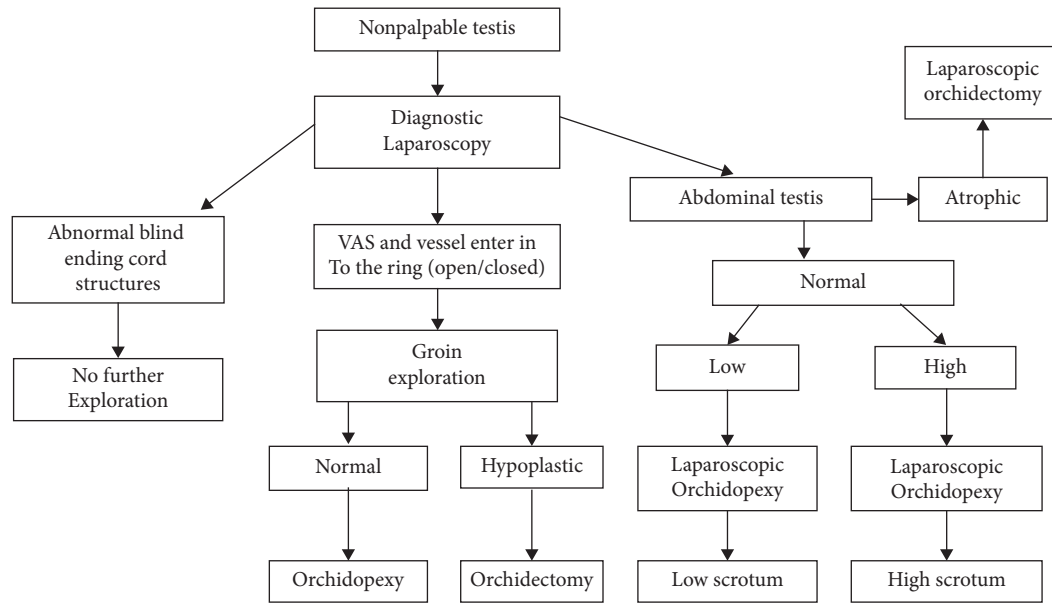 Nonpalpable testis
Diagnostic
Laparoscopy
Laparoscopic
orchidectomy
Abdominal testis
Atrophic
Abnormal blind
ending cord
structures
VAS and vessel enter in
To the ring (open/closed)
Normal
No further
Exploration
Groin
exploration
Low
High
Normal
Hypoplastic
Laparoscopic
Orchidopexy
Laparoscopic
Orchidopexy
Orchidopexy
Orchidectomy
Low scrotum
High scrotum